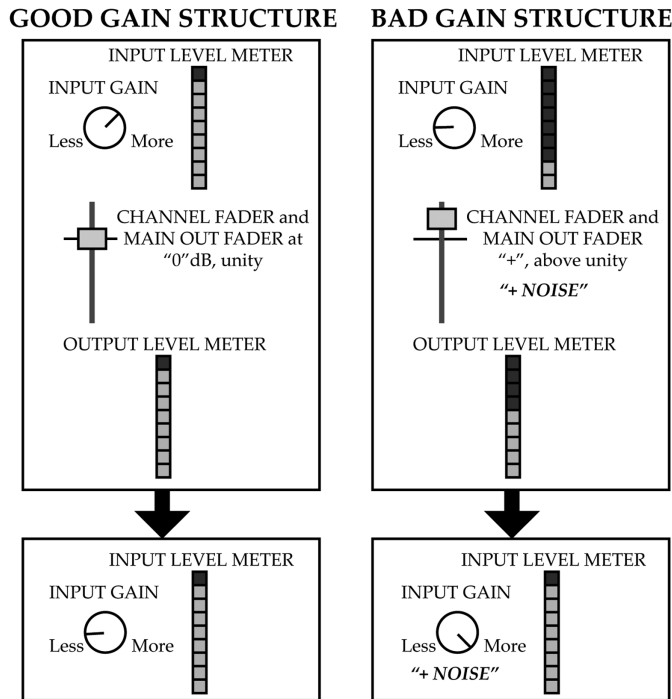 GOOD GAIN STRUCTURE
INPUT LEVEL METER
INPUT GAIN
Less More
CHANNEL FADER and
MAIN OUT FADER at
“0”dB, unity
OUTPUT LEVEL METER
INPUT LEVEL METER
INPUT GAIN
Less More
BAD GAIN STRUCTURE
INPUT LEVEL METER
INPUT GAIN
Less More
CHANNEL FADER and
MAIN OUT FADER
“+”, above unity
“+ NOISE”
OUTPUT LEVEL METER
INPUT LEVEL METER
INPUT GAIN
Less More
“+ NOISE”